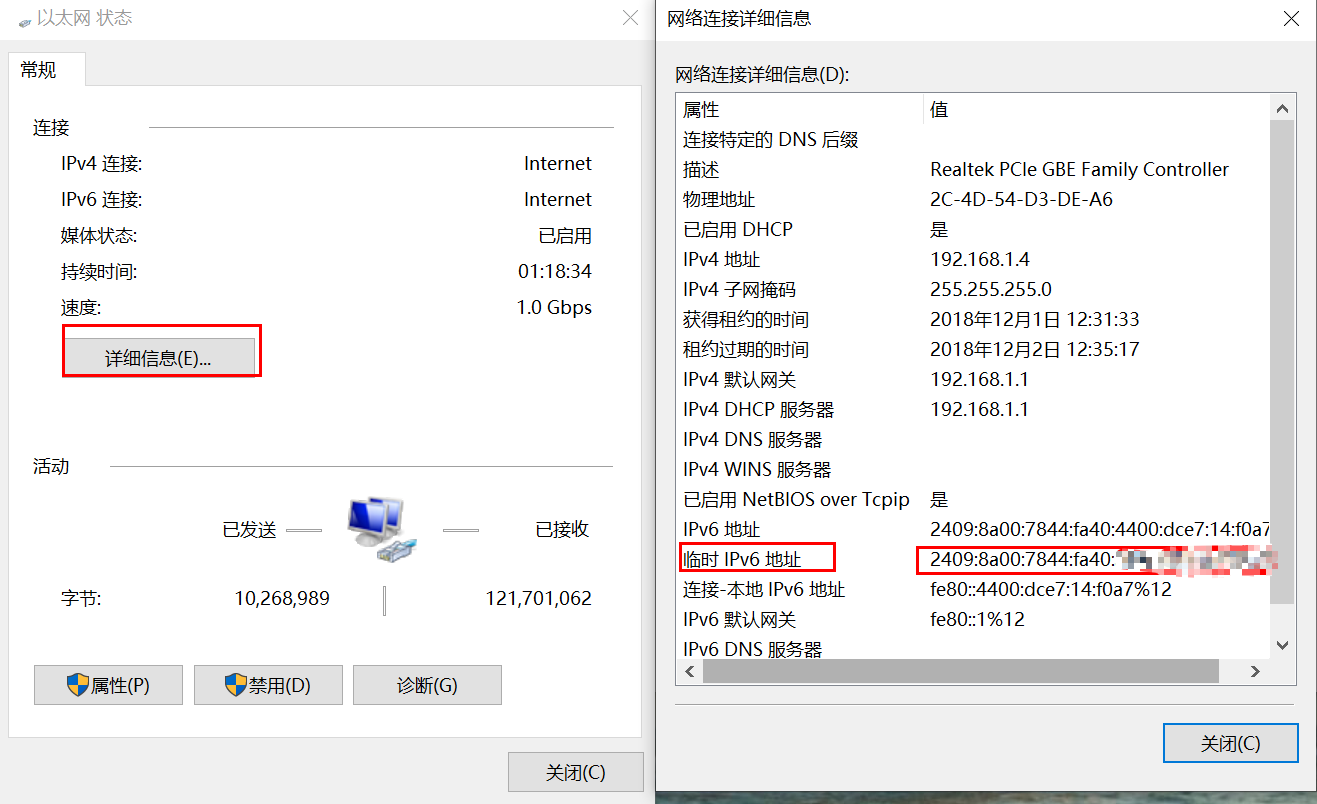 以太网 状态
常规
连接
IPv4 连接: Internet
IPv6 连接: Internet
媒体状态: 已启用
持续时间: 01:18:34
速度: 1.0 Gbps
详细信息(E)...
活动
已发送 已接收
字节: 10,268,989 121,701,062
属性(P) 禁用(D) 诊断(G)
关闭(C)
网络连接详细信息
网络连接详细信息(D):
属性 值
连接特定的 DNS 后缀
描述 Realtek PCIe GBE Family Controller
物理地址 2C-4D-54-D3-DE-A6
已启用 DHCP 是
IPv4 地址 192.168.1.4
IPv4 子网掩码 255.255.255.0
获得租约的时间 2018年12月1日 12:31:33
租约过期的时间 2018年12月2日 12:35:17
IPv4 默认网关 192.168.1.1
IPv4 DHCP 服务器 192.168.1.1
IPv4 DNS 服务器
IPv4 WINS 服务器
已启用 NetBIOS over Tcpip 是
IPv6 地址 2409:8a00:7844:fa40:4400:dce7:14:f0a7
临时 IPv6 地址 2409:8a00:7844:fa40:
连接-本地 IPv6 地址 fe80::4400:dce7:14:f0a7%12
IPv6 默认网关 fe80::1%12
IPv6 DNS 服务器
关闭(C)